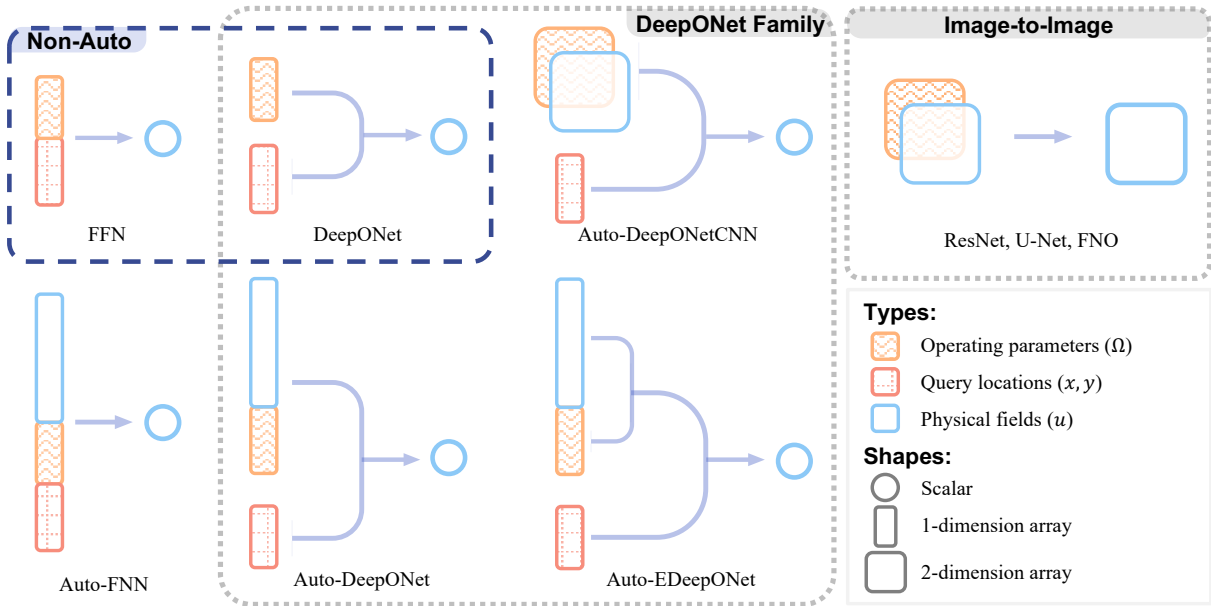 Non-Auto
DeepONet Family
Image-to-Image
FFN
DeepONet
Auto-DeepONetCNN
ResNet, U-Net, FNO
Auto-FNN
Auto-DeepONet
Auto-EDeepONet
Types:
Operating parameters (Ω)
Query locations (x, y)
Physical fields (u)
Shapes:
Scalar
1-dimension array
2-dimension array